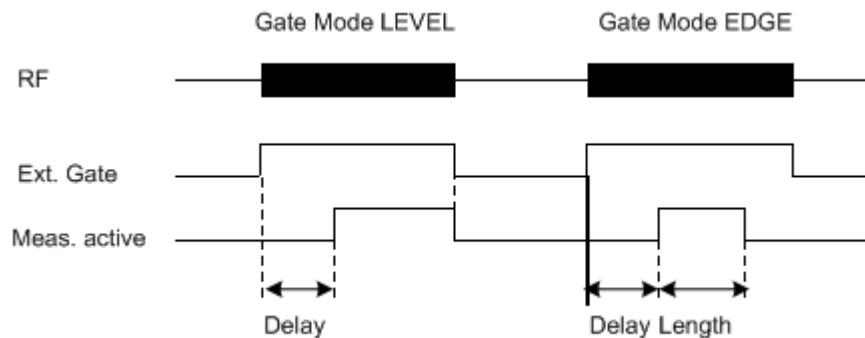 Gate Mode LEVEL Gate Mode EDGE
RF
Ext. Gate
Meas. active
Delay Delay Length